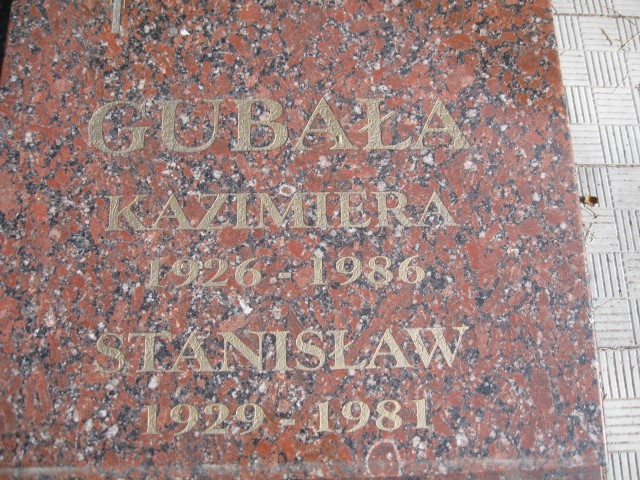 GUBAŁA
KAZIMIERA
1926 - 1986
STANISŁAW
1929 - 1981